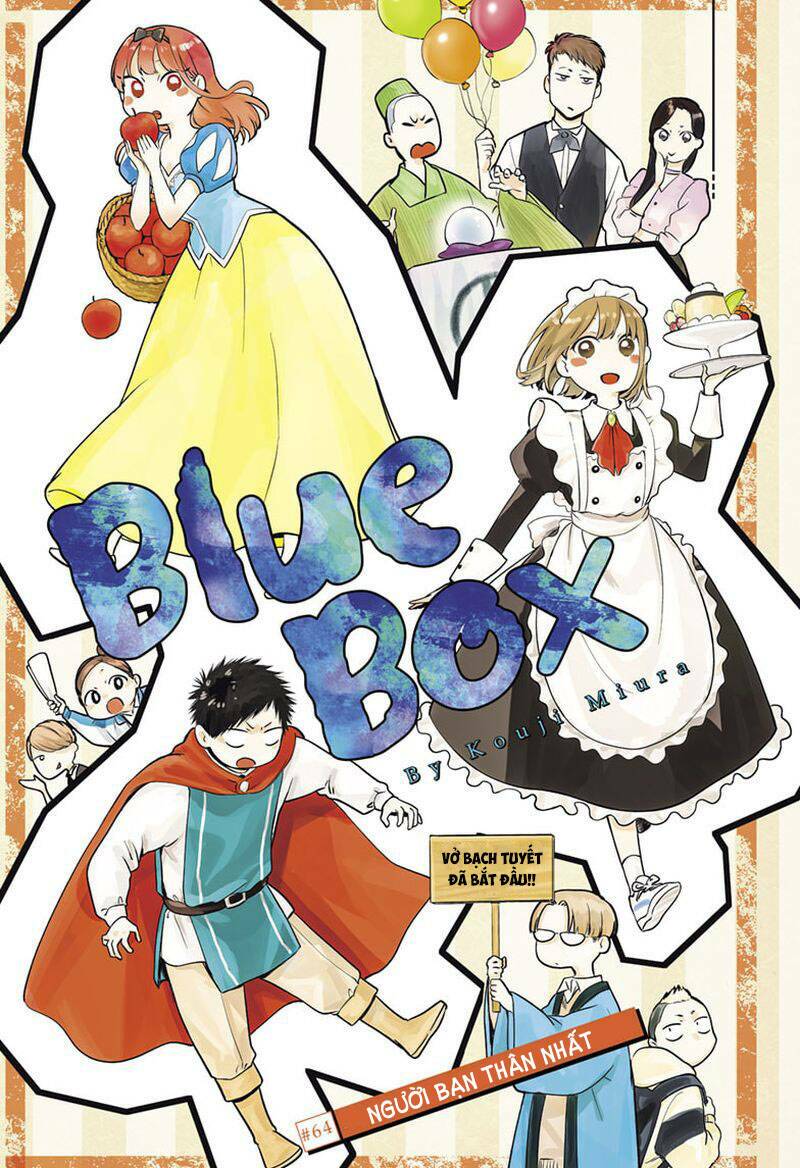 Blue
Box
By Kouji Miura
VỞ BẠCH TUYẾT
ĐÃ BẮT ĐẦU!!
#64
NGƯỜI BẠN THÂN NHẤT